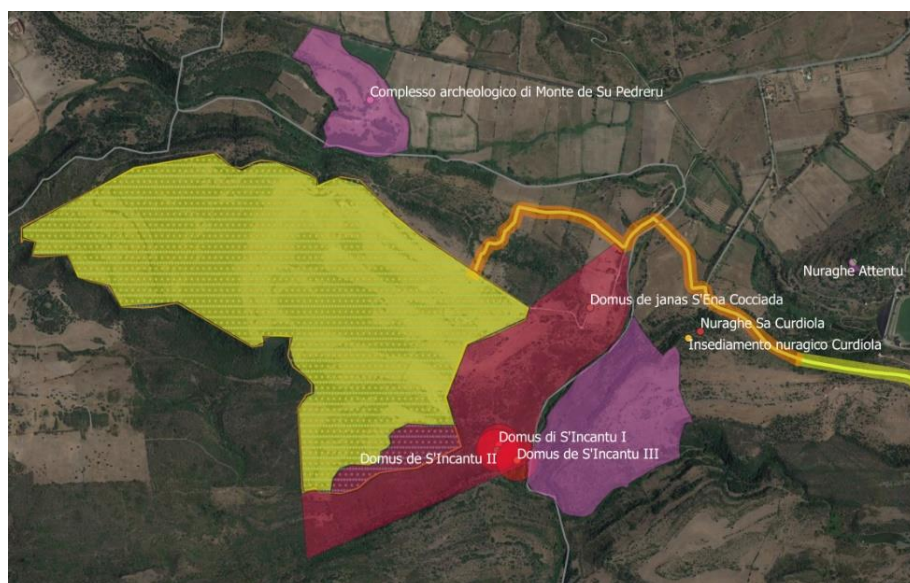 Complesso archeologico di Monte de Su Pedreru
Nuraghe Attentu
Domus de janas S'Ena Cocciada
Nuraghe Sa Curdiola
Insediamento nuragico Curdiola
Domus di S'Incantu I
Domus de S'Incantu II
Domus de S'Incantu III